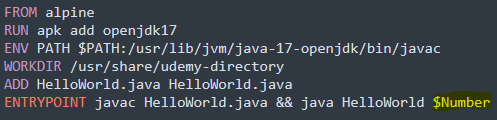 FROM alpine
RUN apk add openjdk17
ENV PATH $PATH:/usr/lib/jvm/java-17-openjdk/bin/javac
WORKDIR /usr/share/udemy-directory
ADD HelloWorld.java HelloWorld.java
ENTRYPOINT javac HelloWorld.java && java HelloWorld $Number